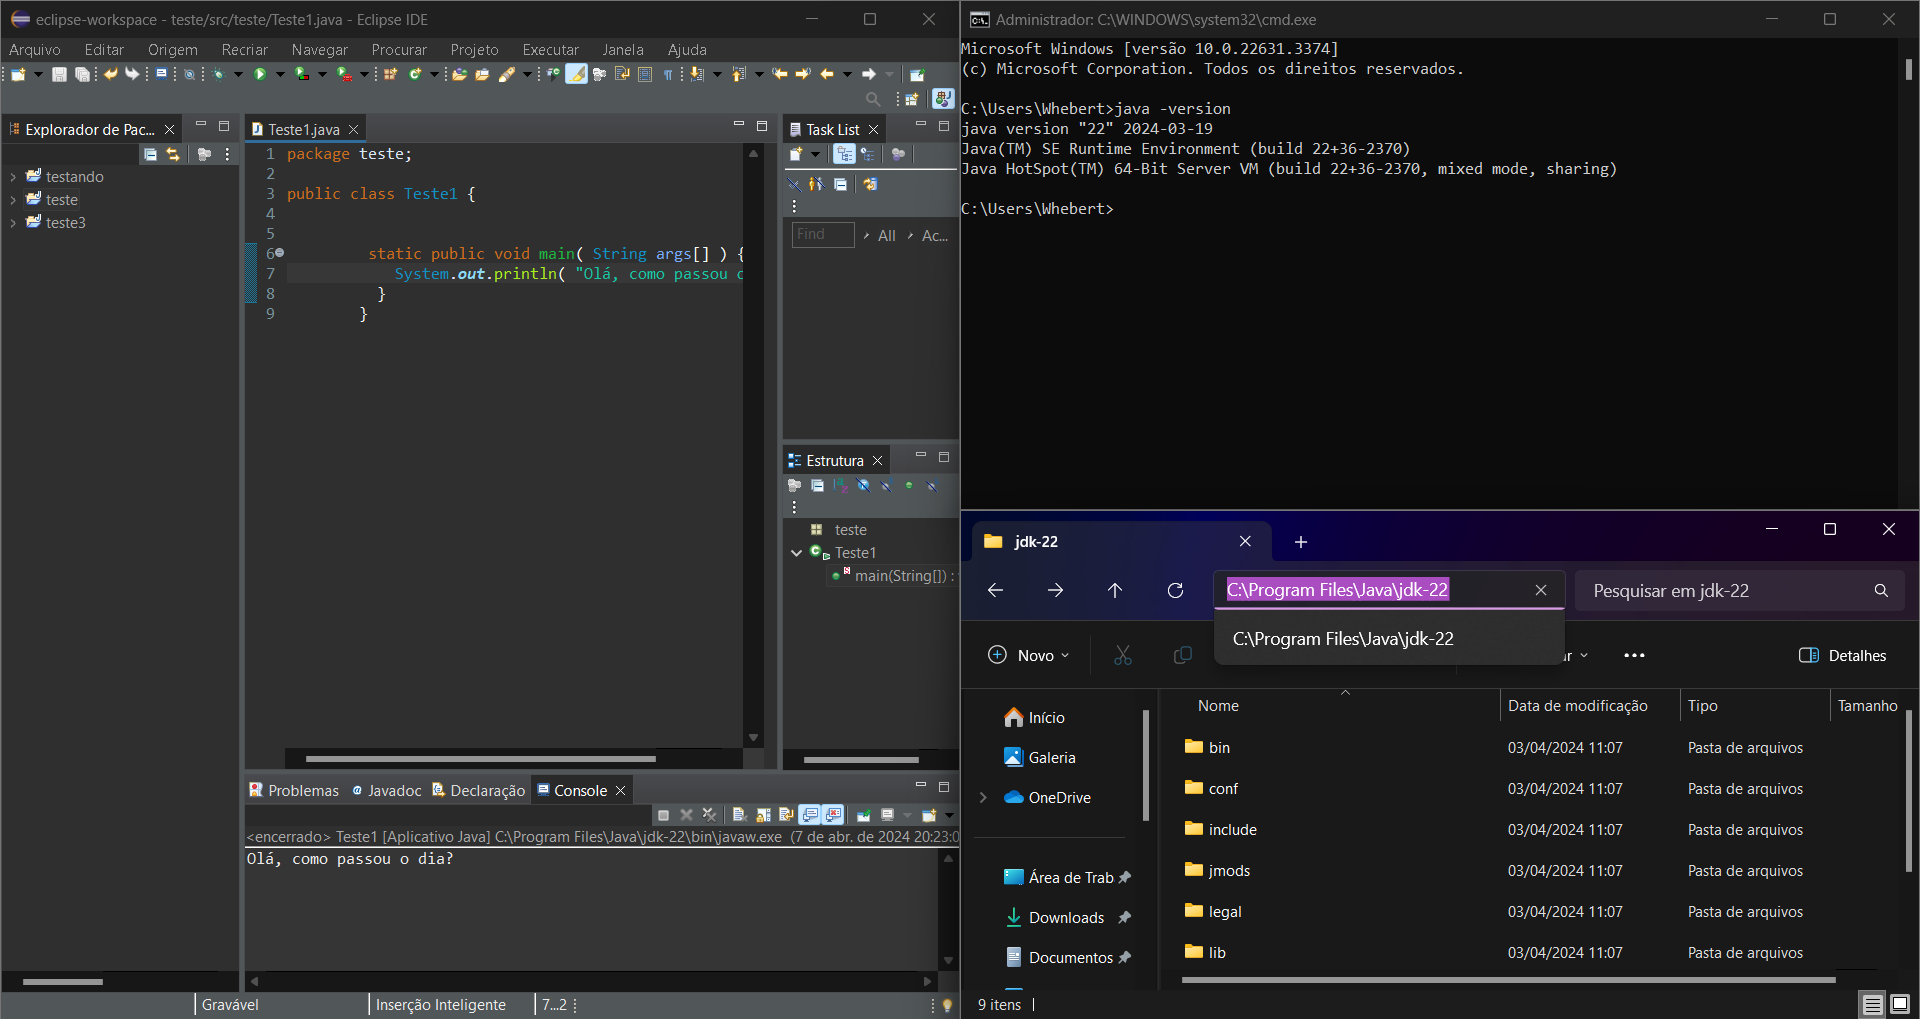 eclipse-workspace - teste/src/teste/Teste1.java - Eclipse IDE
Arquivo Editar Origem Recriar Navegar Procurar Projeto Executar Janela Ajuda
Explorador de Pac...
testando
teste
teste3
Teste1.java
1 package teste;
2
3 public class Teste1 {
4
5
6 static public void main( String args[] ) {
7 System.out.println( "Olá, como passou o
8 }
9 }
Task List
Find All Ac...
Estrutura
teste
Teste1
main(String[]) :
Problemas Javadoc Declaração Console
<encerrado> Teste1 [Aplicativo Java] C:\Program Files\Java\jdk-22\bin\javaw.exe (7 de abr. de 2024 20:23:0
Olá, como passou o dia?
Gravável Inserção Inteligente 7...2
Administrador: C:\WINDOWS\system32\cmd.exe
Microsoft Windows [versão 10.0.22631.3374]
(c) Microsoft Corporation. Todos os direitos reservados.
C:\Users\Whebert>java -version
java version "22" 2024-03-19
Java(TM) SE Runtime Environment (build 22+36-2370)
Java HotSpot(TM) 64-Bit Server VM (build 22+36-2370, mixed mode, sharing)
C:\Users\Whebert>
jdk-22
C:\Program Files\Java\jdk-22
Pesquisar em jdk-22
C:\Program Files\Java\jdk-22
Novo
r
Detalhes
Início
Galeria
OneDrive
Área de Trab
Downloads
Documentos
Nome Data de modificação Tipo Tamanho
bin 03/04/2024 11:07 Pasta de arquivos
conf 03/04/2024 11:07 Pasta de arquivos
include 03/04/2024 11:07 Pasta de arquivos
jmods 03/04/2024 11:07 Pasta de arquivos
legal 03/04/2024 11:07 Pasta de arquivos
lib 03/04/2024 11:07 Pasta de arquivos
9 itens